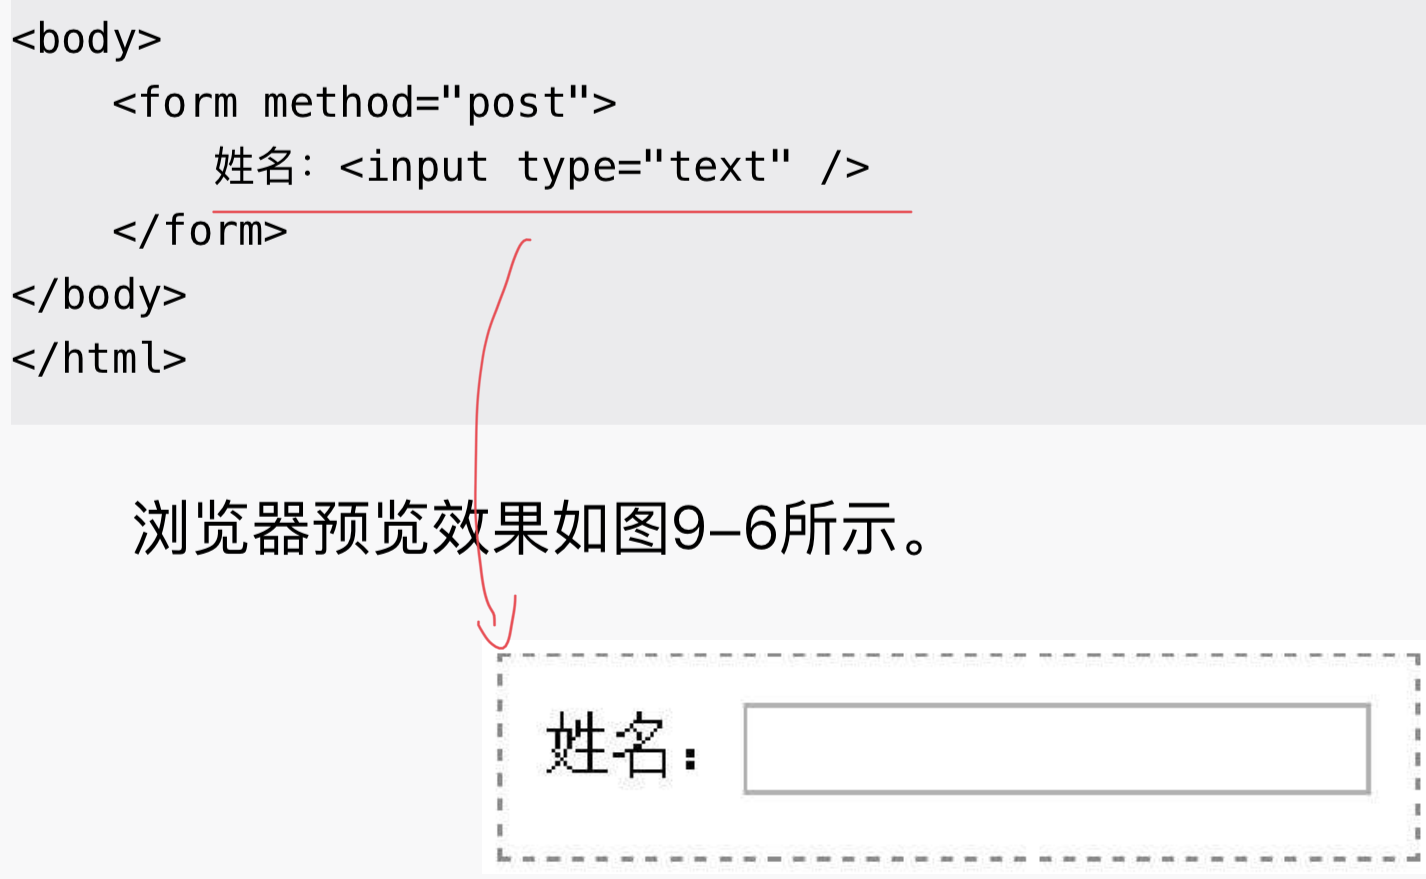 <body>
<form method="post">
姓名：<input type="text" />
</form>
</body>
</html>
浏览器预览效果如图9–6所示。
姓名：